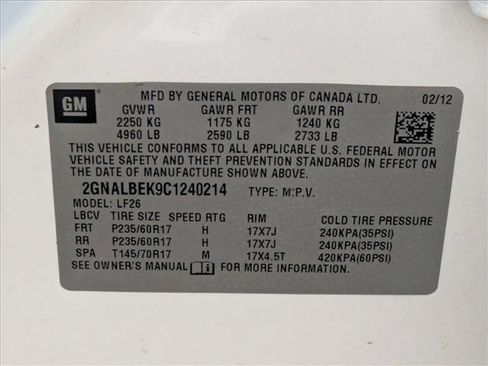 GM MFD BY GENERAL MOTORS OF CANADA LTD. 02/12
GVWR GAWR FRT GAWR RR
2250 KG 1175 KG 1240 KG
4960 LB 2590 LB 2733 LB
THIS VEHICLE CONFORMS TO ALL APPLICABLE U.S. FEDERAL MOTOR
VEHICLE SAFETY AND THEFT PREVENTION STANDARDS IN EFFECT ON
THE DATE OF MANUFACTURE SHOWN ABOVE.
2GNALBEK9C1240214 TYPE: M.P.V.
MODEL: LF26
LBCV TIRE SIZE SPEED RTG RIM COLD TIRE PRESSURE
FRT P235/60R17 H 17X7J 240KPA(35PSI)
RR P235/60R17 H 17X7J 240KPA(35PSI)
SPA T145/70R17 M 17X4.5T 420KPA(60PSI)
SEE OWNER'S MANUAL FOR MORE INFORMATION.